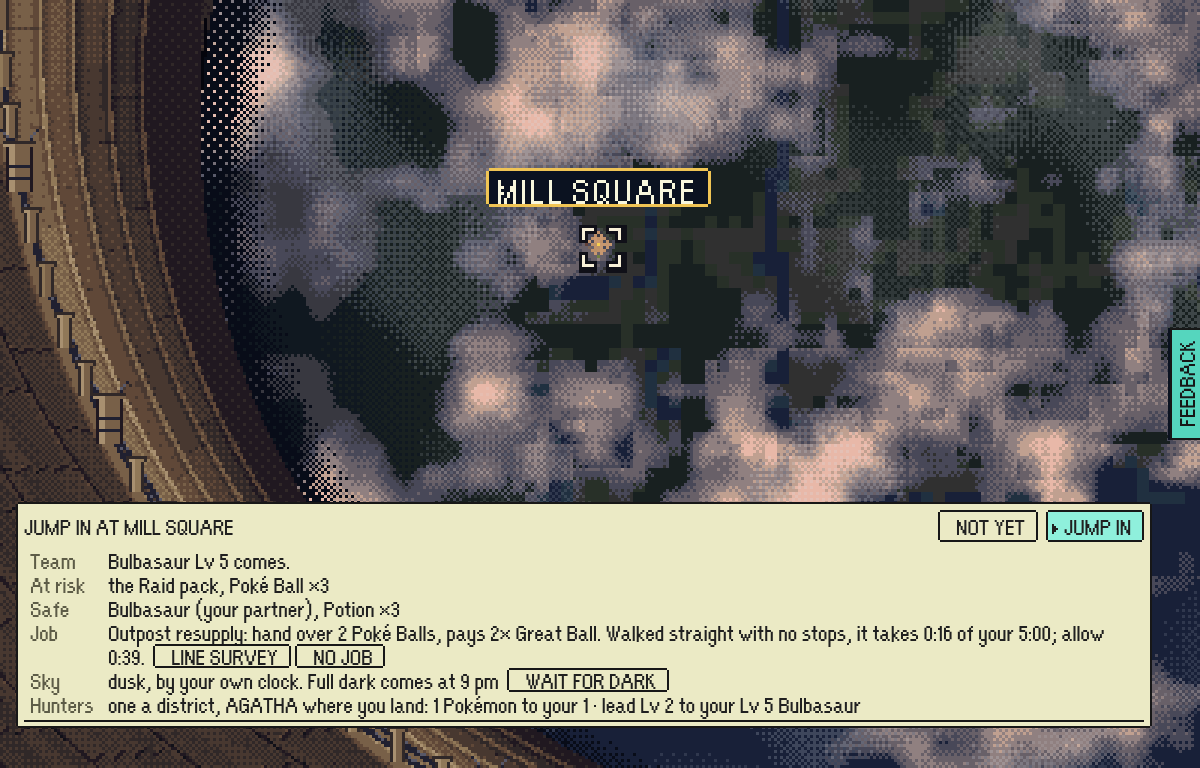 MILL SQUARE
FEEDBACK
JUMP IN AT MILL SQUARE
NOT YET
JUMP IN
Team Bulbasaur Lv 5 comes.
At risk the Raid pack, Poké Ball ×3
Safe Bulbasaur (your partner), Potion ×3
Job Outpost resupply: hand over 2 Poké Balls, pays 2× Great Ball. Walked straight with no stops, it takes 0:16 of your 5:00; allow
0:39. LINE SURVEY NO JOB
Sky dusk, by your own clock. Full dark comes at 9 pm WAIT FOR DARK
Hunters one a district, AGATHA where you land: 1 Pokémon to your 1 · lead Lv 2 to your Lv 5 Bulbasaur